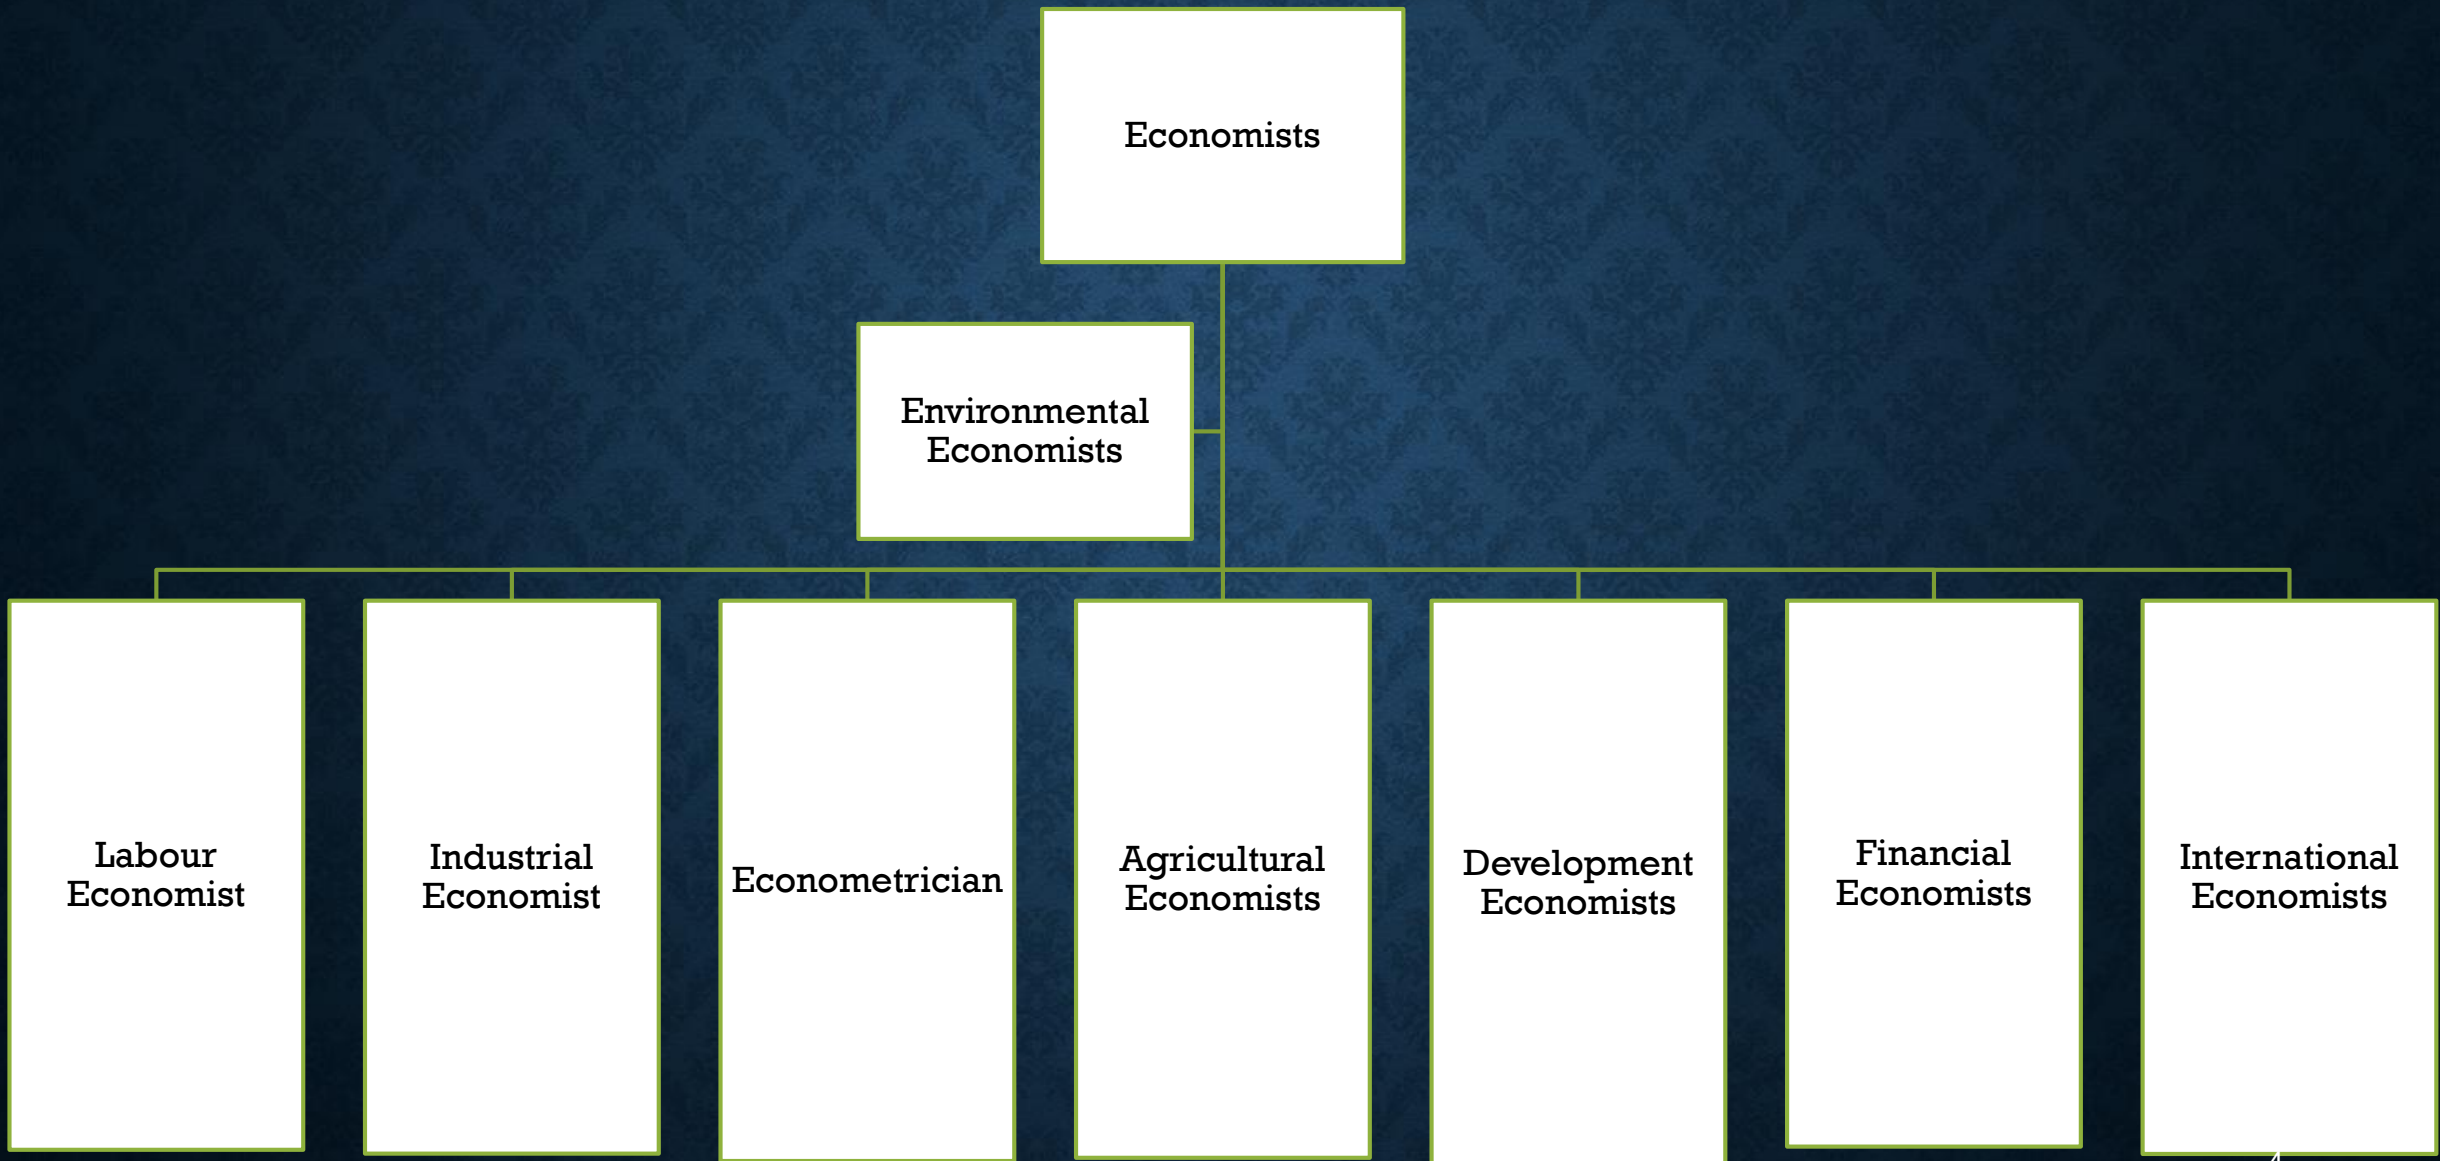 Economists
Environmental
Economists
Labour
Economist
Industrial
Economist
Econometrician
Agricultural
Economists
Development
Economists
Financial
Economists
International
Economists